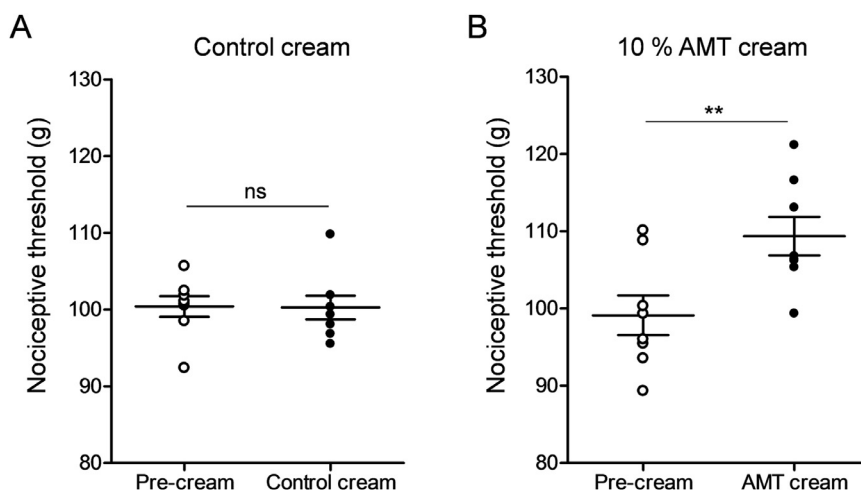 A
Control cream
Nociceptive threshold (g)
130
120
110
100
90
80
ns
Pre-cream
Control cream
B
10 % AMT cream
Nociceptive threshold (g)
130
120
110
100
90
80
**
Pre-cream
AMT cream